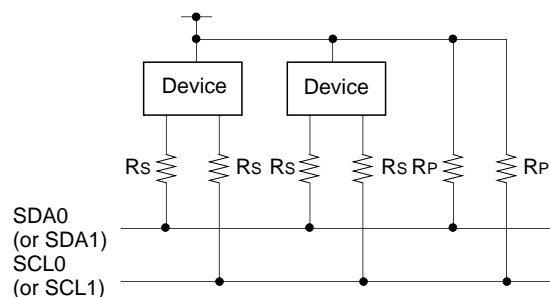 Device
Device
RS
RS
RS
RS
RP
RP
SDA0
(or SDA1)
SCL0
(or SCL1)